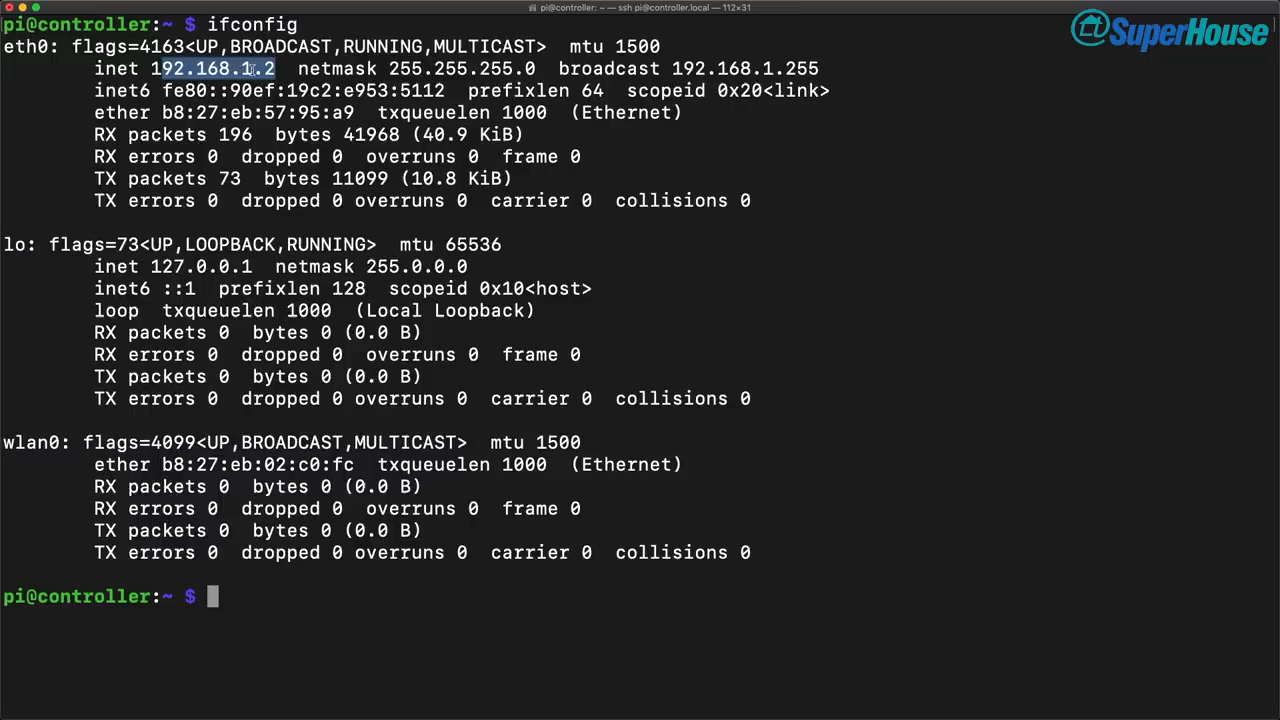 pi@controller: ~ — ssh pi@controller.local — 112×31
pi@controller:~ $ ifconfig
SuperHouse
eth0: flags=4163<UP,BROADCAST,RUNNING,MULTICAST>  mtu 1500
        inet 192.168.1.2  netmask 255.255.255.0  broadcast 192.168.1.255
        inet6 fe80::90ef:19c2:e953:5112  prefixlen 64  scopeid 0x20<link>
        ether b8:27:eb:57:95:a9  txqueuelen 1000  (Ethernet)
        RX packets 196  bytes 41968 (40.9 KiB)
        RX errors 0  dropped 0  overruns 0  frame 0
        TX packets 73  bytes 11099 (10.8 KiB)
        TX errors 0  dropped 0 overruns 0  carrier 0  collisions 0
lo: flags=73<UP,LOOPBACK,RUNNING>  mtu 65536
        inet 127.0.0.1  netmask 255.0.0.0
        inet6 ::1  prefixlen 128  scopeid 0x10<host>
        loop  txqueuelen 1000  (Local Loopback)
        RX packets 0  bytes 0 (0.0 B)
        RX errors 0  dropped 0  overruns 0  frame 0
        TX packets 0  bytes 0 (0.0 B)
        TX errors 0  dropped 0 overruns 0  carrier 0  collisions 0
wlan0: flags=4099<UP,BROADCAST,MULTICAST>  mtu 1500
        ether b8:27:eb:02:c0:fc  txqueuelen 1000  (Ethernet)
        RX packets 0  bytes 0 (0.0 B)
        RX errors 0  dropped 0  overruns 0  frame 0
        TX packets 0  bytes 0 (0.0 B)
        TX errors 0  dropped 0 overruns 0  carrier 0  collisions 0
pi@controller:~ $